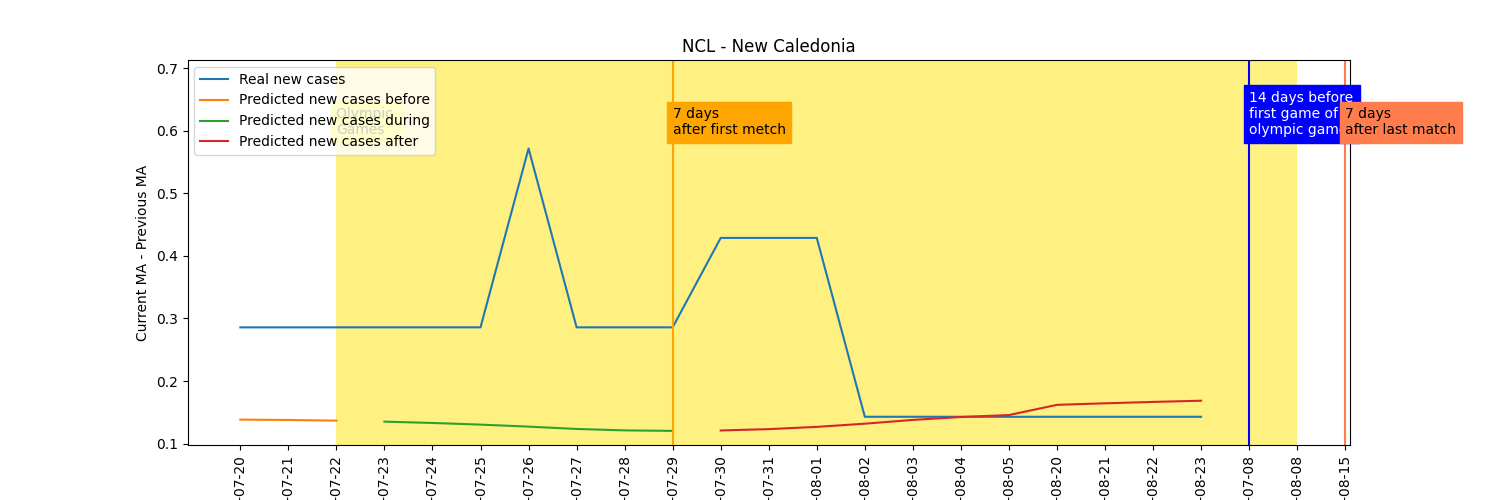 NCL - New Caledonia
Current MA - Previous MA
0.7
0.6
0.5
0.4
0.3
0.2
0.1
Real new cases
Predicted new cases before
Predicted new cases during
Predicted new cases after
Olympic
Games
7 days
after first metch
14 days before
first game of
olympic gam
7 days
after last match
-07-20
-07-21
-07-22
-07-23
-07-24
-07-25
-07-26
-07-27
-07-28
-07-29
-07-30
-07-31
-08-01
-08-02
-08-03
-08-04
-08-05
-08-20
-08-21
-08-22
-08-23
-07-08
-08-08
-08-15